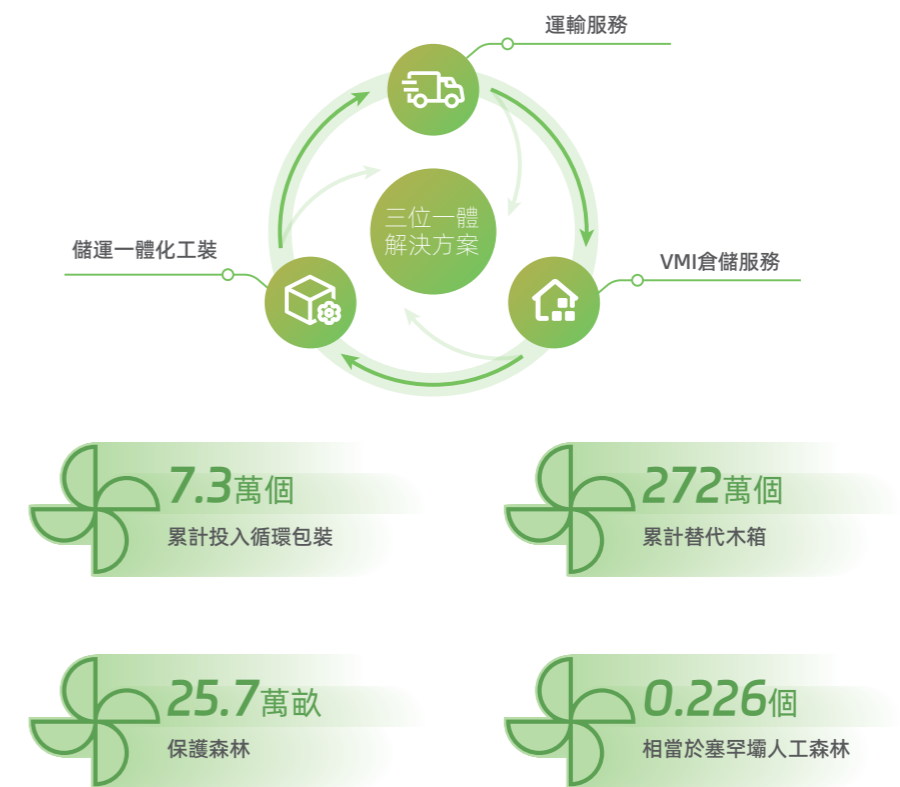 運輸服務
三位一體
解決方案
儲運一體化工裝
VMI倉儲服務
7.3萬個
累計投入循環包裝
272萬個
累計替代木箱
25.7萬畝
保護森林
0.226個
相當於塞罕壩人工森林